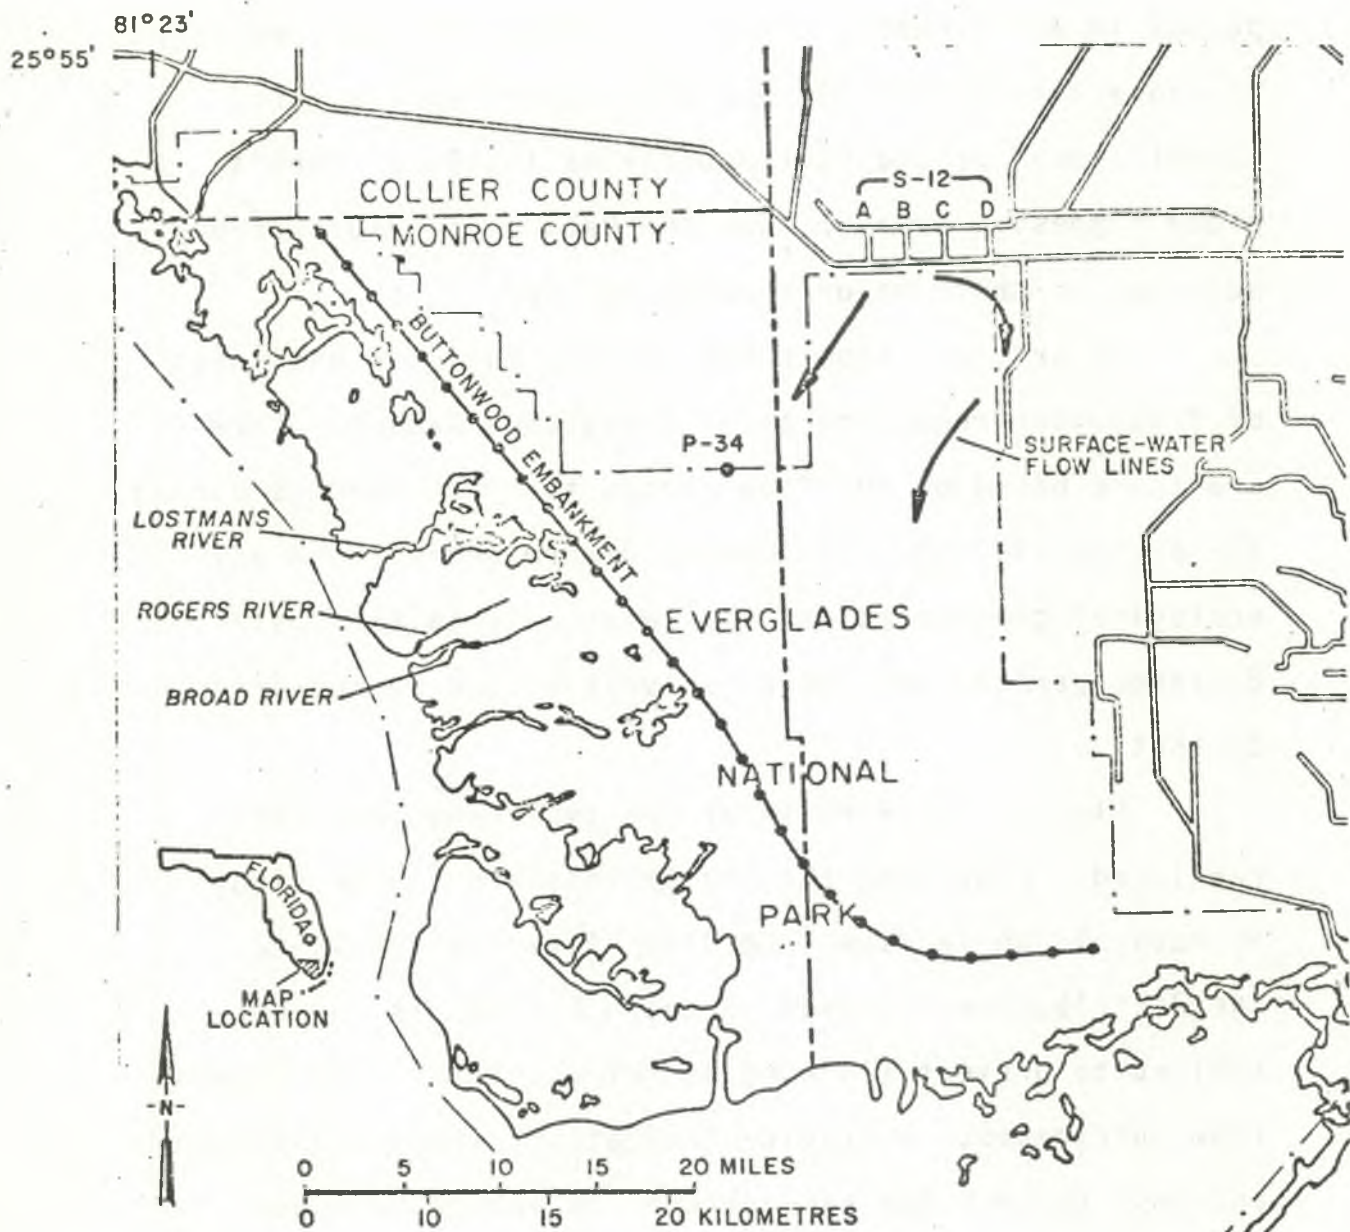 81°23'
25°55'
COLLIER COUNTY
MONROE COUNTY
S-12
A B C D
BUTTONWOOD EMBANKMENT
P-34
SURFACE-WATER
FLOW LINES
LOSTMANS
RIVER
ROGERS RIVER
BROAD RIVER
EVERGLADES
NATIONAL
PARK
FLORIDA
MAP
LOCATION
-N-
0 5 10 15 20 MILES
0 10 15 20 KILOMETRES